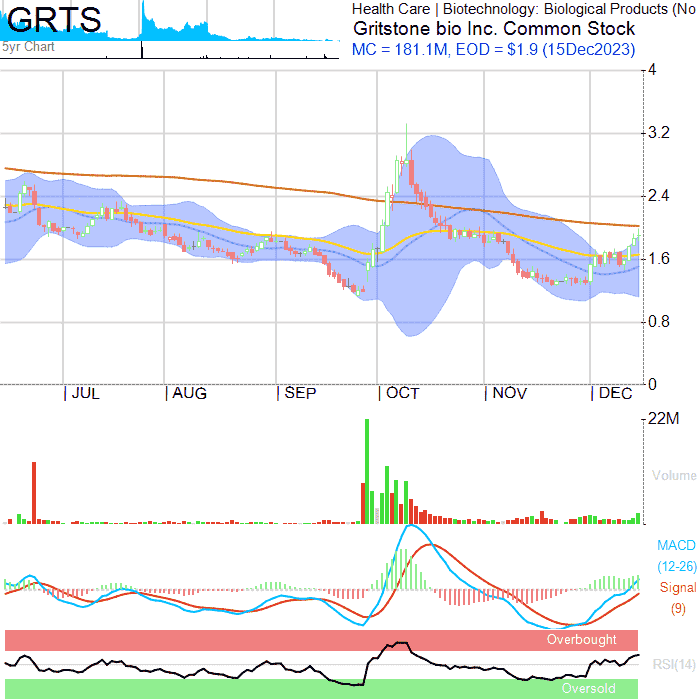 GRTS
Health Care | Biotechnology: Biological Products (No
Gritstone bio Inc. Common Stock
5yr Chart
MC = 181.1M, EOD = $1.9 (15Dec2023)
4
3.2
2.4
1.6
0.8
0
JUL AUG SEP OCT NOV DEC
22M
Volume
MACD
(12-26)
Signal
(9)
Overbought
RSI(14)
Oversold